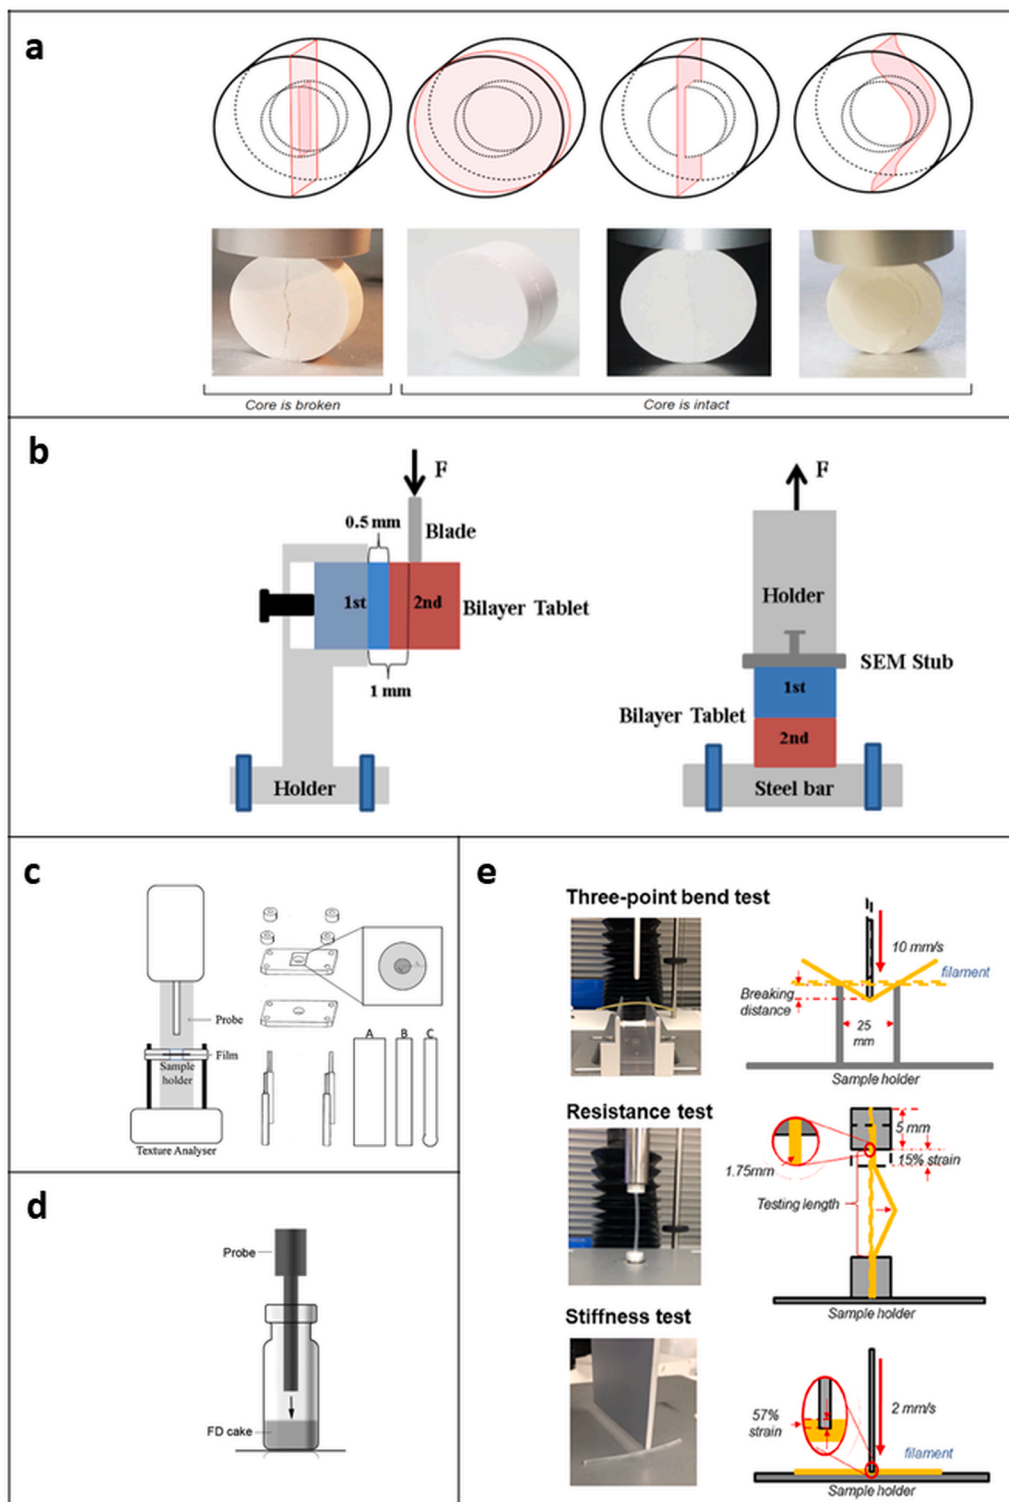 a
Core is broken
Core is intact
b
F
0.5 mm
Blade
1st
2nd
Bilayer Tablet
1 mm
Holder
F
Holder
SEM Stub
1st
Bilayer Tablet
2nd
Steel bar
c
Probe
Film
Sample
holder
Texture Analyser
A
B
C
d
Probe
FD cake
e
Three-point bend test
10 mm/s
filament
Breaking
distance
25
mm
Sample holder
Resistance test
5 mm
15% strain
1.75mm
Testing length
Sample holder
Stiffness test
57%
strain
2 mm/s
filament
Sample holder